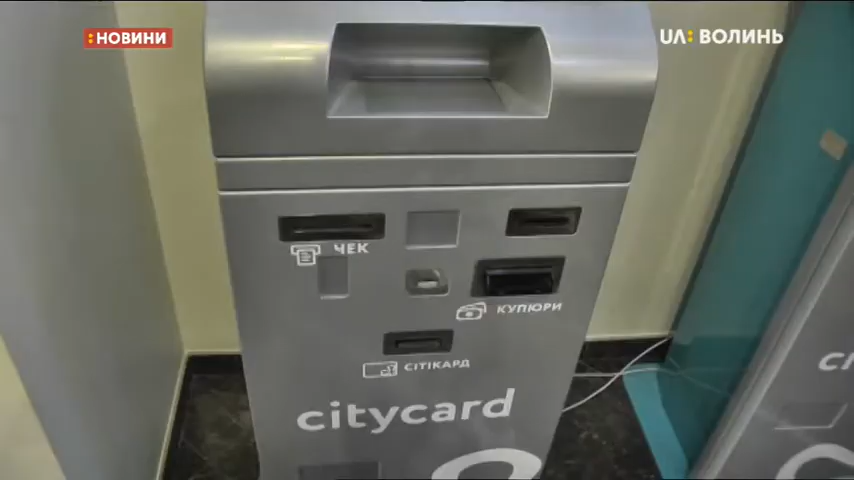 :НОВИНИ
UA: ВОЛИНЬ
ЧЕК
КУПЮРИ
СІТІКАРД
citycard